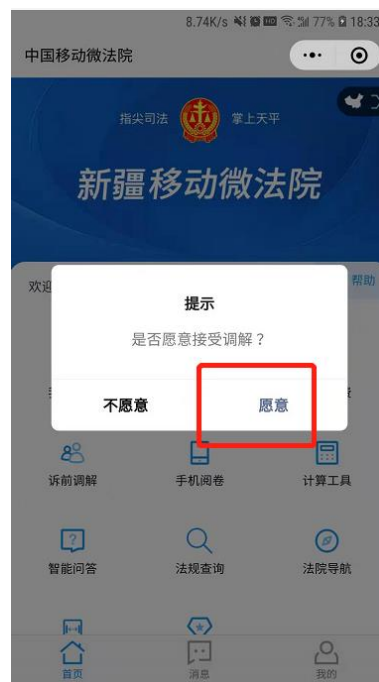 8.74K/s HD 5G 77% 18:33
中国移动微法院
指尖司法 掌上天平
新疆移动微法院
欢迎
帮助
提示
是否愿意接受调解？
不愿意 愿意
诉前调解 手机阅卷 计算工具
智能问答 法规查询 法院导航
首页 消息 我的